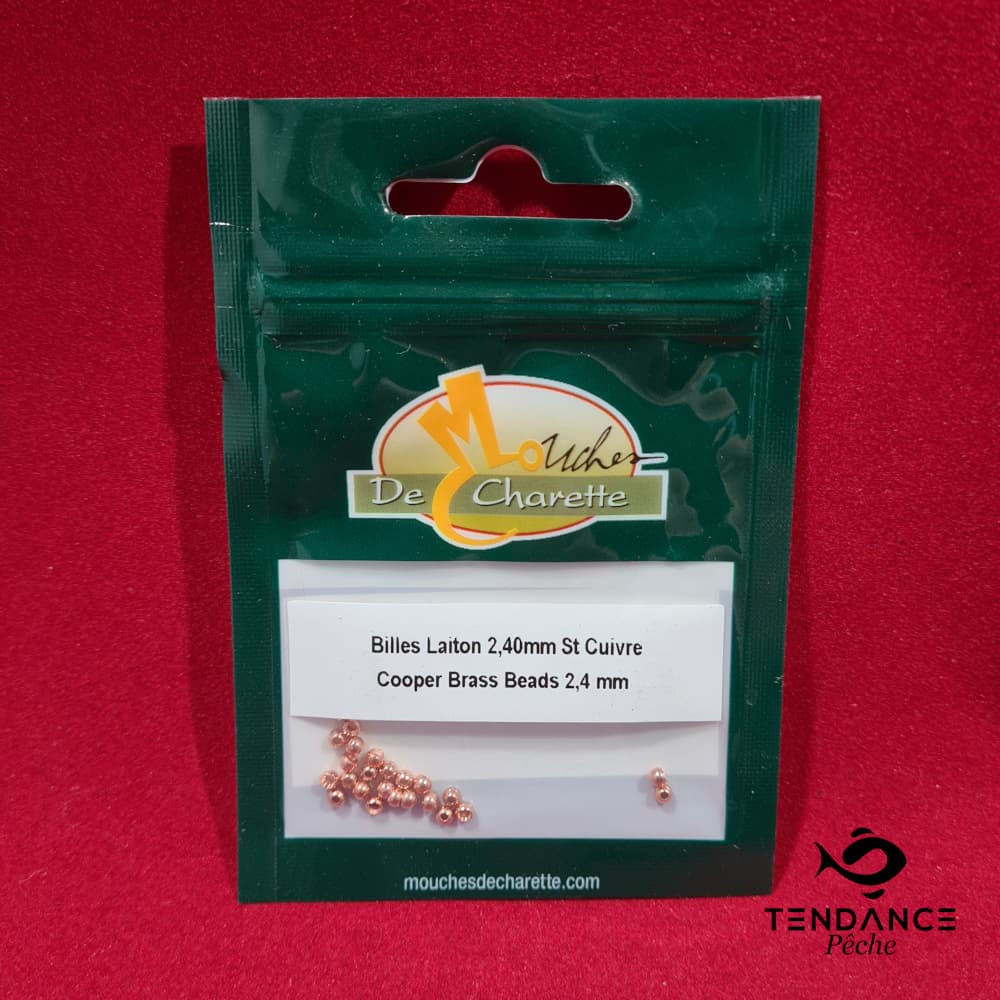 Mouches
De Charette
Billes Laiton 2,40mm St Cuivre
Cooper Brass Beads 2,4 mm
mouchesdecharette.com
TENDANCE
Pêche